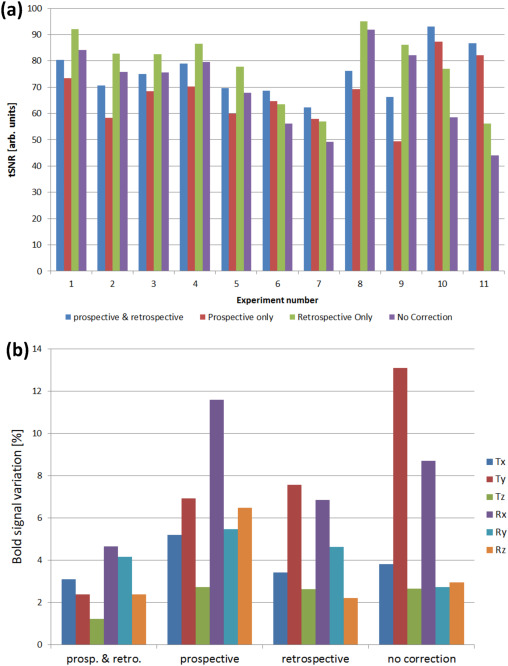 (a)
tSNR [arb. units]
100
90
80
70
60
50
40
30
20
10
0
1 2 3 4 5 6 7 8 9 10 11
Experiment number
prospective & retrospective Prospective only Retrospective Only No Correction
(b)
Bold signal variation [%]
14
12
10
8
6
4
2
0
Tx
Ty
Tz
Rx
Ry
Rz
prosp. & retro. prospective retrospective no correction